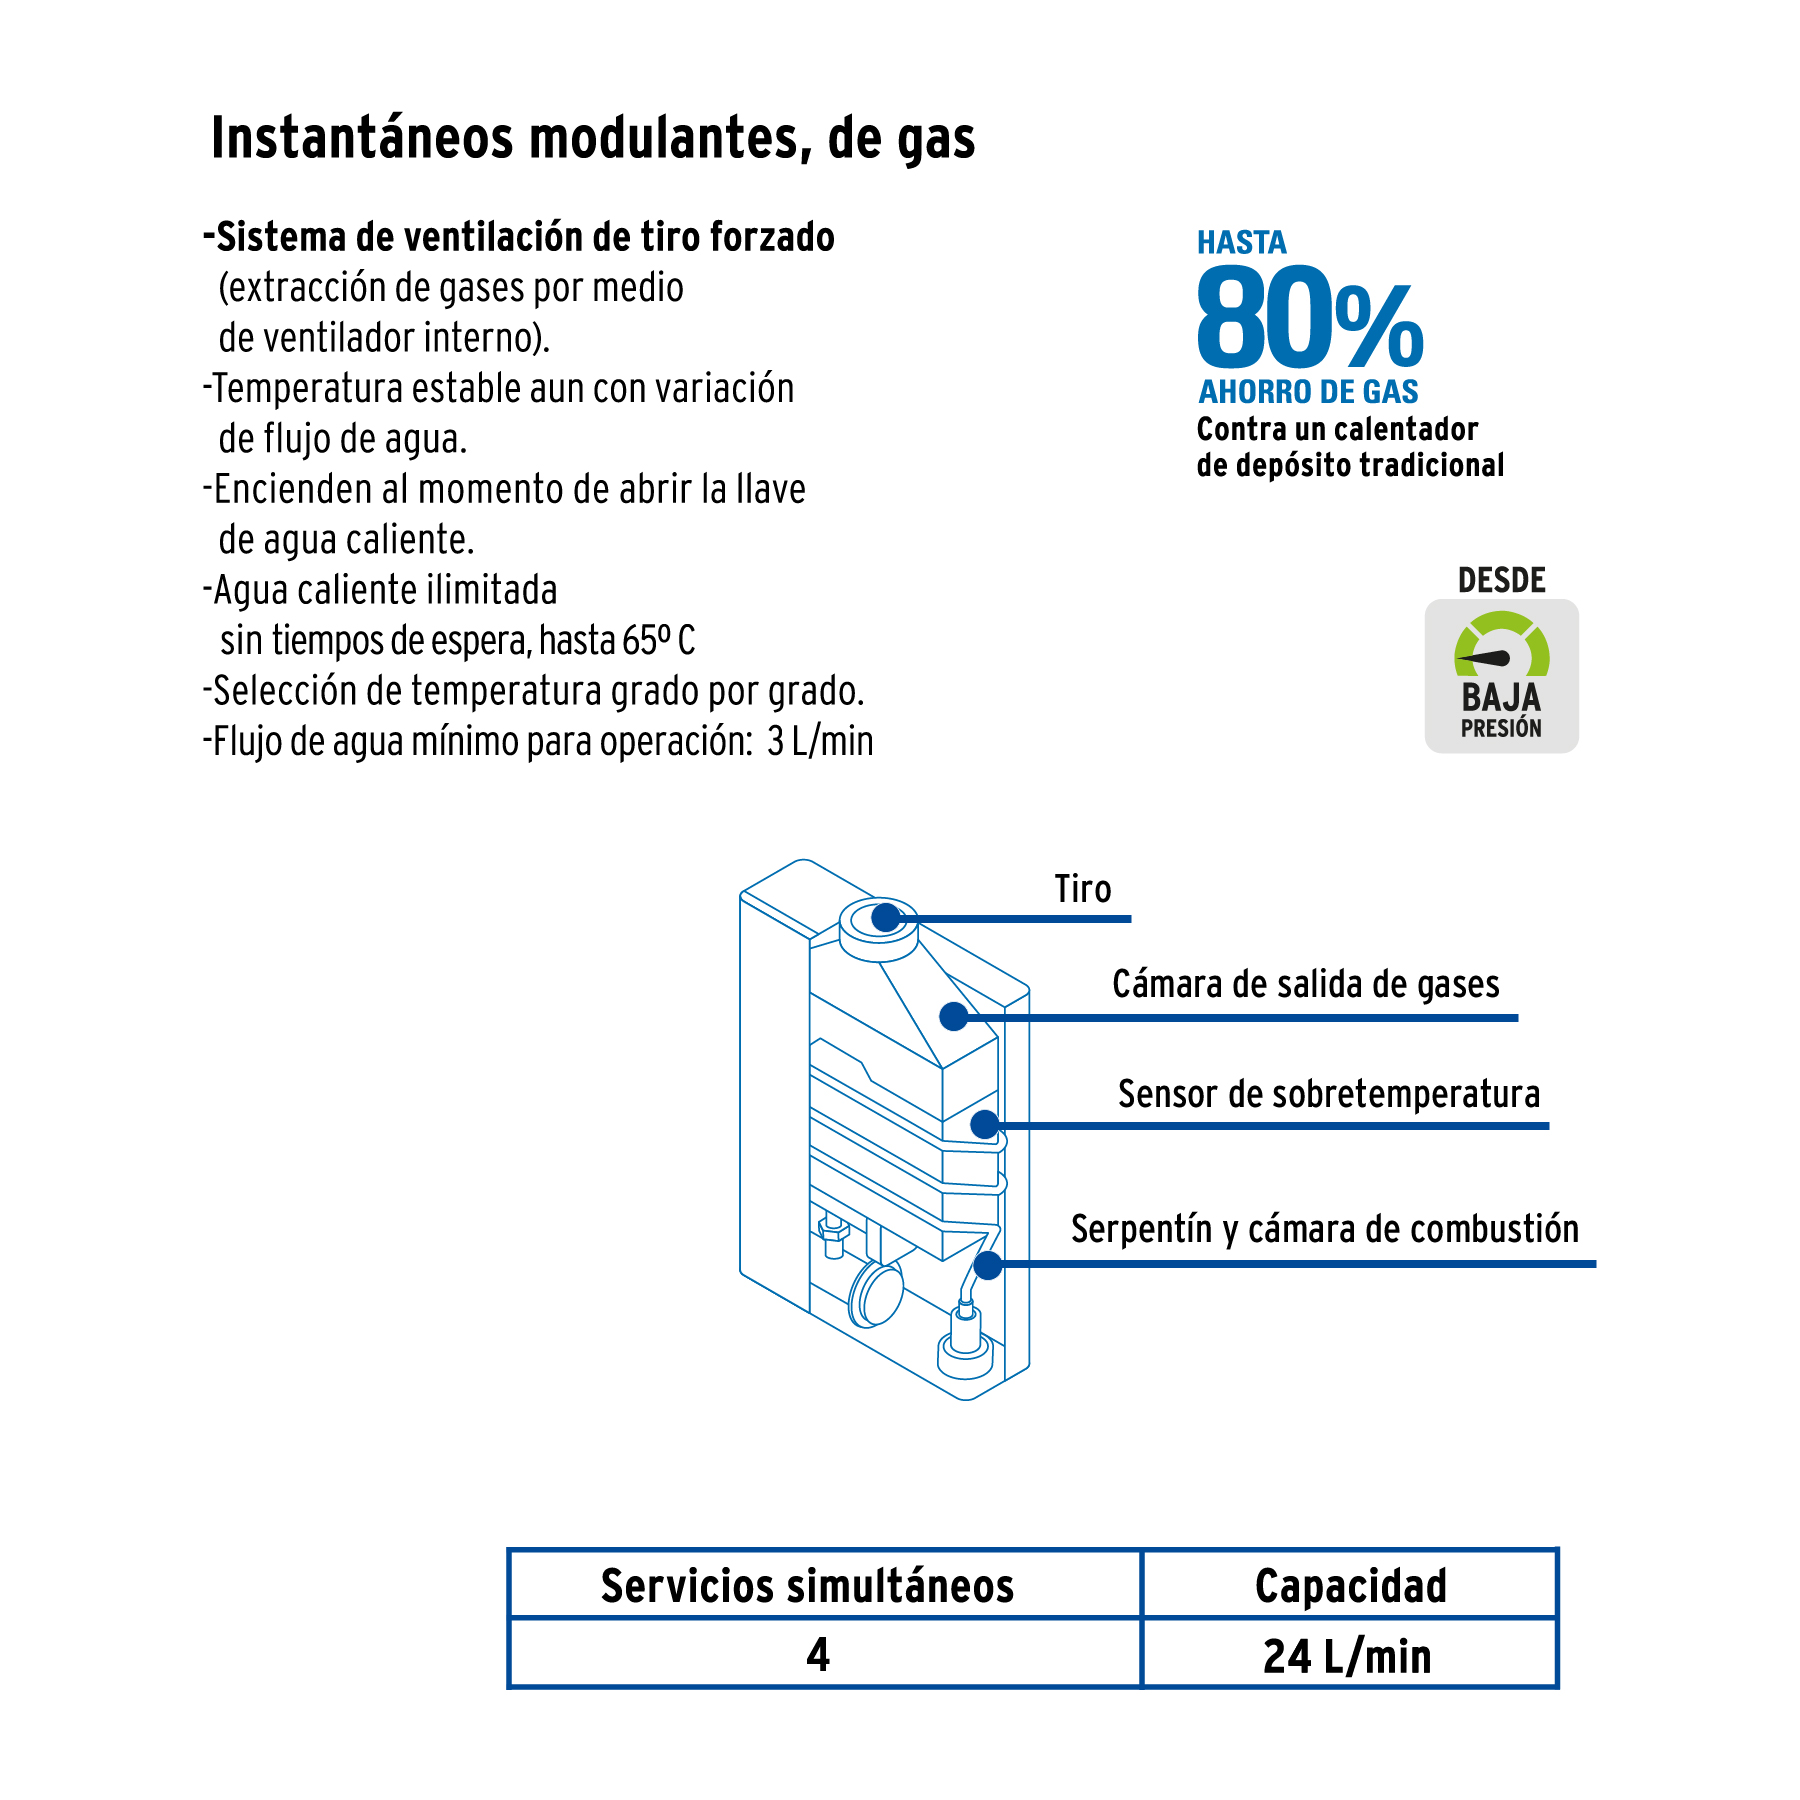 Instantáneos modulantes, de gas
-Sistema de ventilación de tiro forzado
(extracción de gases por medio
de ventilador interno).
-Temperatura estable aun con variación
de flujo de agua.
-Encienden al momento de abrir la llave
de agua caliente.
-Agua caliente ilimitada
sin tiempos de espera, hasta 65º C
-Selección de temperatura grado por grado.
-Flujo de agua mínimo para operación: 3 L/min
HASTA
80%
AHORRO DE GAS
Contra un calentador
de depósito tradicional
DESDE
BAJA
PRESIÓN
Tiro
Cámara de salida de gases
Sensor de sobretemperatura
Serpentín y cámara de combustión
Servicios simultáneos Capacidad
4 24 L/min